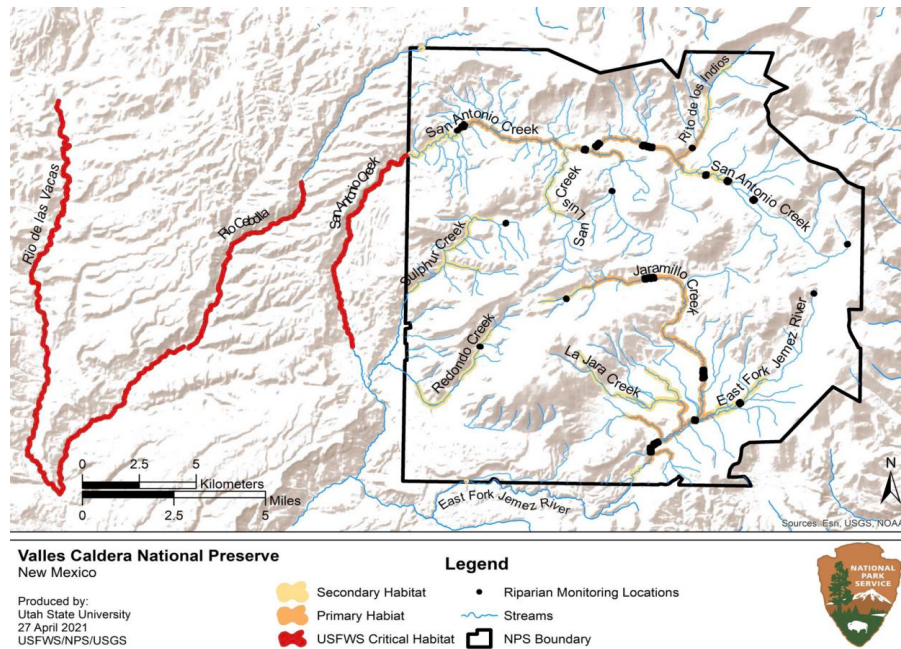 Rio de las Vacas
Rio Cebolla
San Antonio Creek
San Antonio Creek
Rito de los Indios
San Antonio Creek
San Luis Creek
Sulphur Creek
Jaramillo Creek
Redondo Creek
La Jara Creek
East Fork Jemez River
East Fork Jemez River
0 2.5 5
Kilometers
Miles
0 2.5 5
N
Sources: Esri, USGS, NOAA
Valles Caldera National Preserve
New Mexico
Produced by:
Utah State University
27 April 2021
USFWS/NPS/USGS
Legend
Secondary Habitat
Primary Habiat
USFWS Critical Habitat
Riparian Monitoring Locations
Streams
NPS Boundary
NATIONAL
PARK
SERVICE